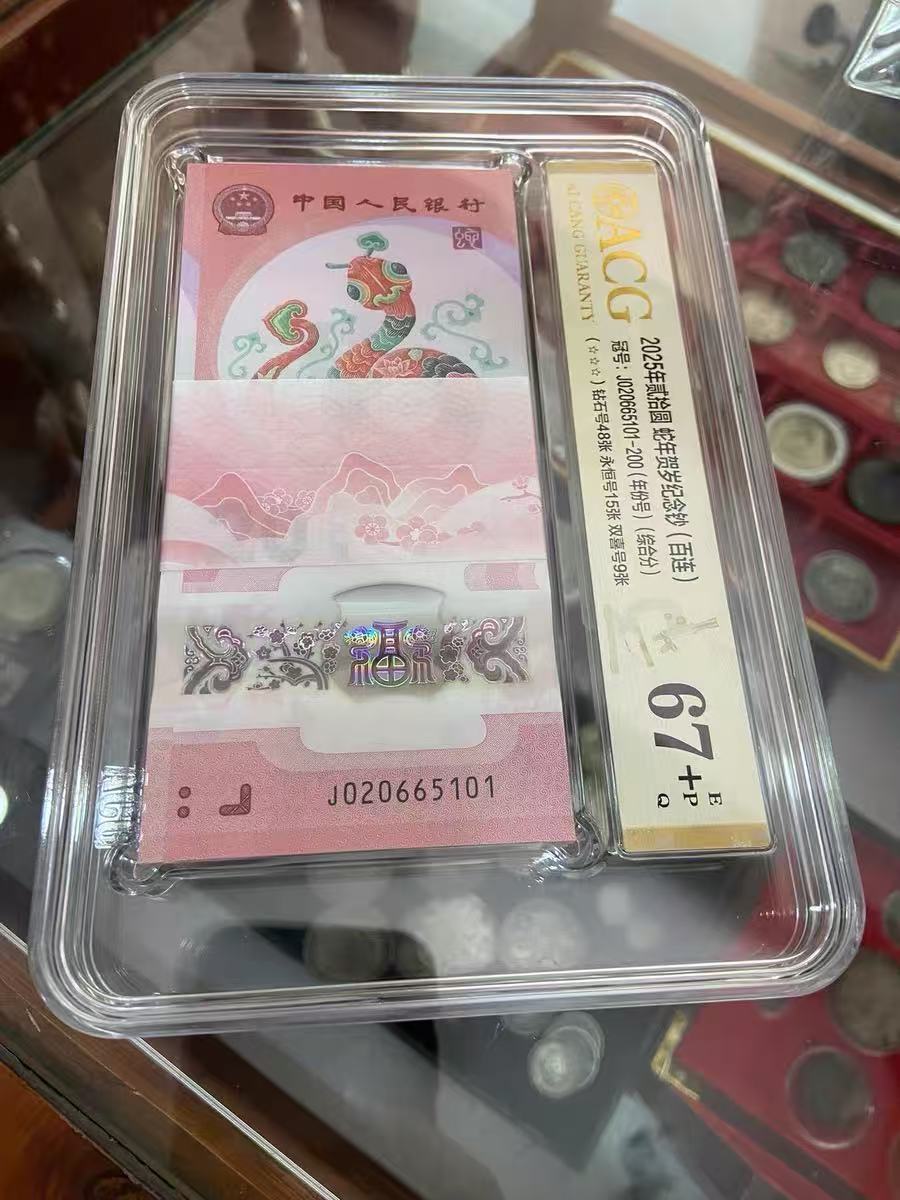 中国人民银行
福
J020665101
ACG
AI CANG GUARANTY
2025年贰拾圆 蛇年贺岁纪念钞（百连）
冠号：J020665101-200（年份号）（综合分）
（☆☆☆）钻石号48张 永恒号15张 双喜号9张
67+
E
P
Q